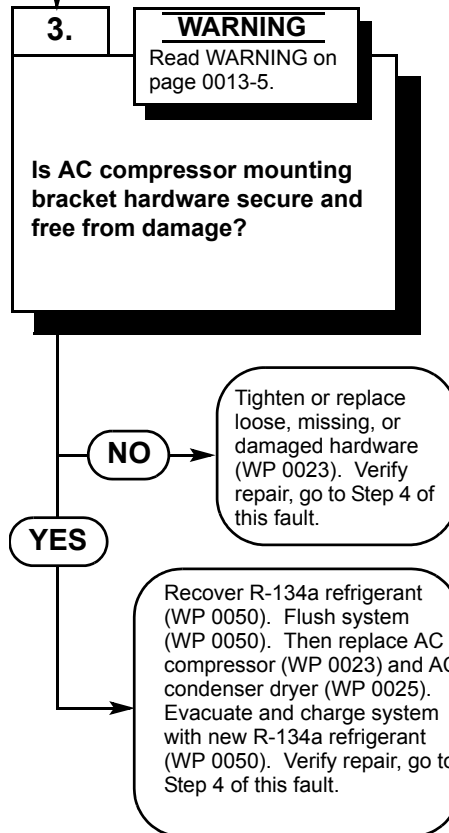 3.
WARNING
Read WARNING on
page 0013-5.
Is AC compressor mounting
bracket hardware secure and
free from damage?
NO
Tighten or replace
loose, missing, or
damaged hardware
(WP 0023). Verify
repair, go to Step 4 of
this fault.
YES
Recover R-134a refrigerant
(WP 0050). Flush system
(WP 0050). Then replace AC
compressor (WP 0023) and AC
condenser dryer (WP 0025).
Evacuate and charge system
with new R-134a refrigerant
(WP 0050). Verify repair, go to
Step 4 of this fault.